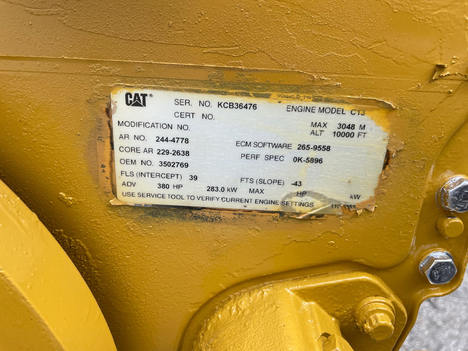 CAT SER. NO. KCB36476 ENGINE MODEL C13
CERT NO.
MAX 3048 M
MODIFICATION NO. ALT 10000 FT
AR NO. 244-4778 ECM SOFTWARE 265-9558
CORE AR 229-2638 PERF SPEC 0K-5896
OEM NO. 3502769
FLS (INTERCEPT) 39 FTS (SLOPE) -43
ADV 380 HP 283.0 kW MAX HP kW
USE SERVICE TOOL TO VERIFY CURRENT ENGINE SETTINGS